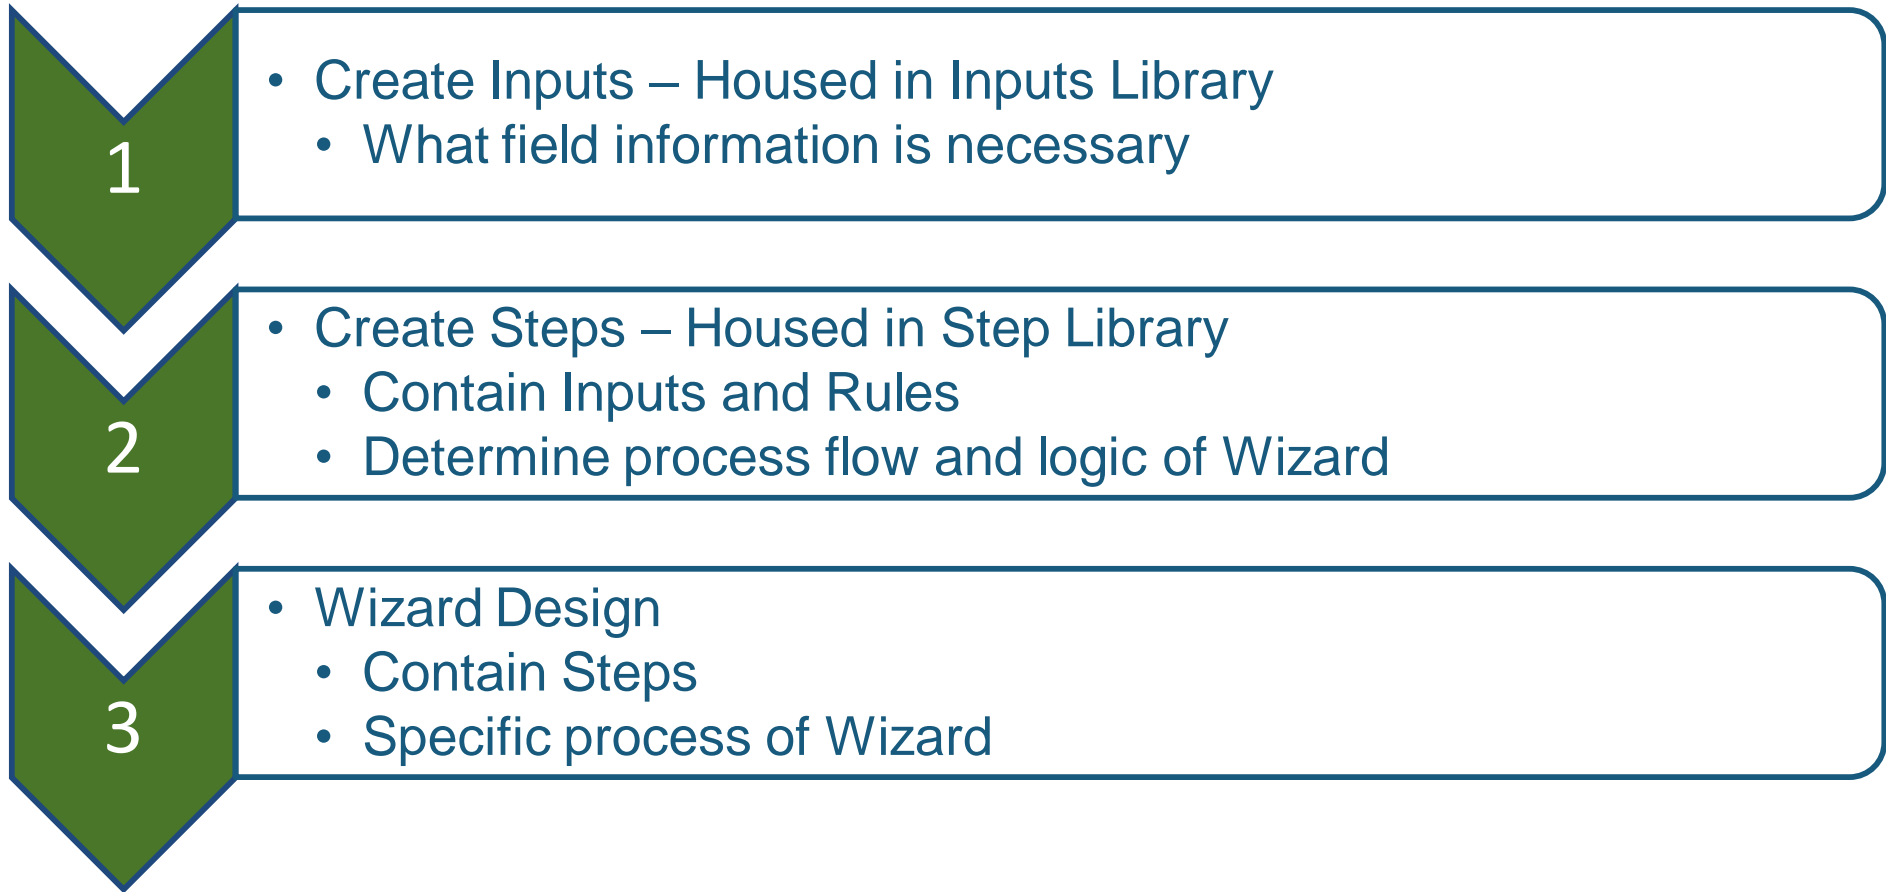 1
• Create Inputs – Housed in Inputs Library
• What field information is necessary
2
• Create Steps – Housed in Step Library
• Contain Inputs and Rules
• Determine process flow and logic of Wizard
3
• Wizard Design
• Contain Steps
• Specific process of Wizard